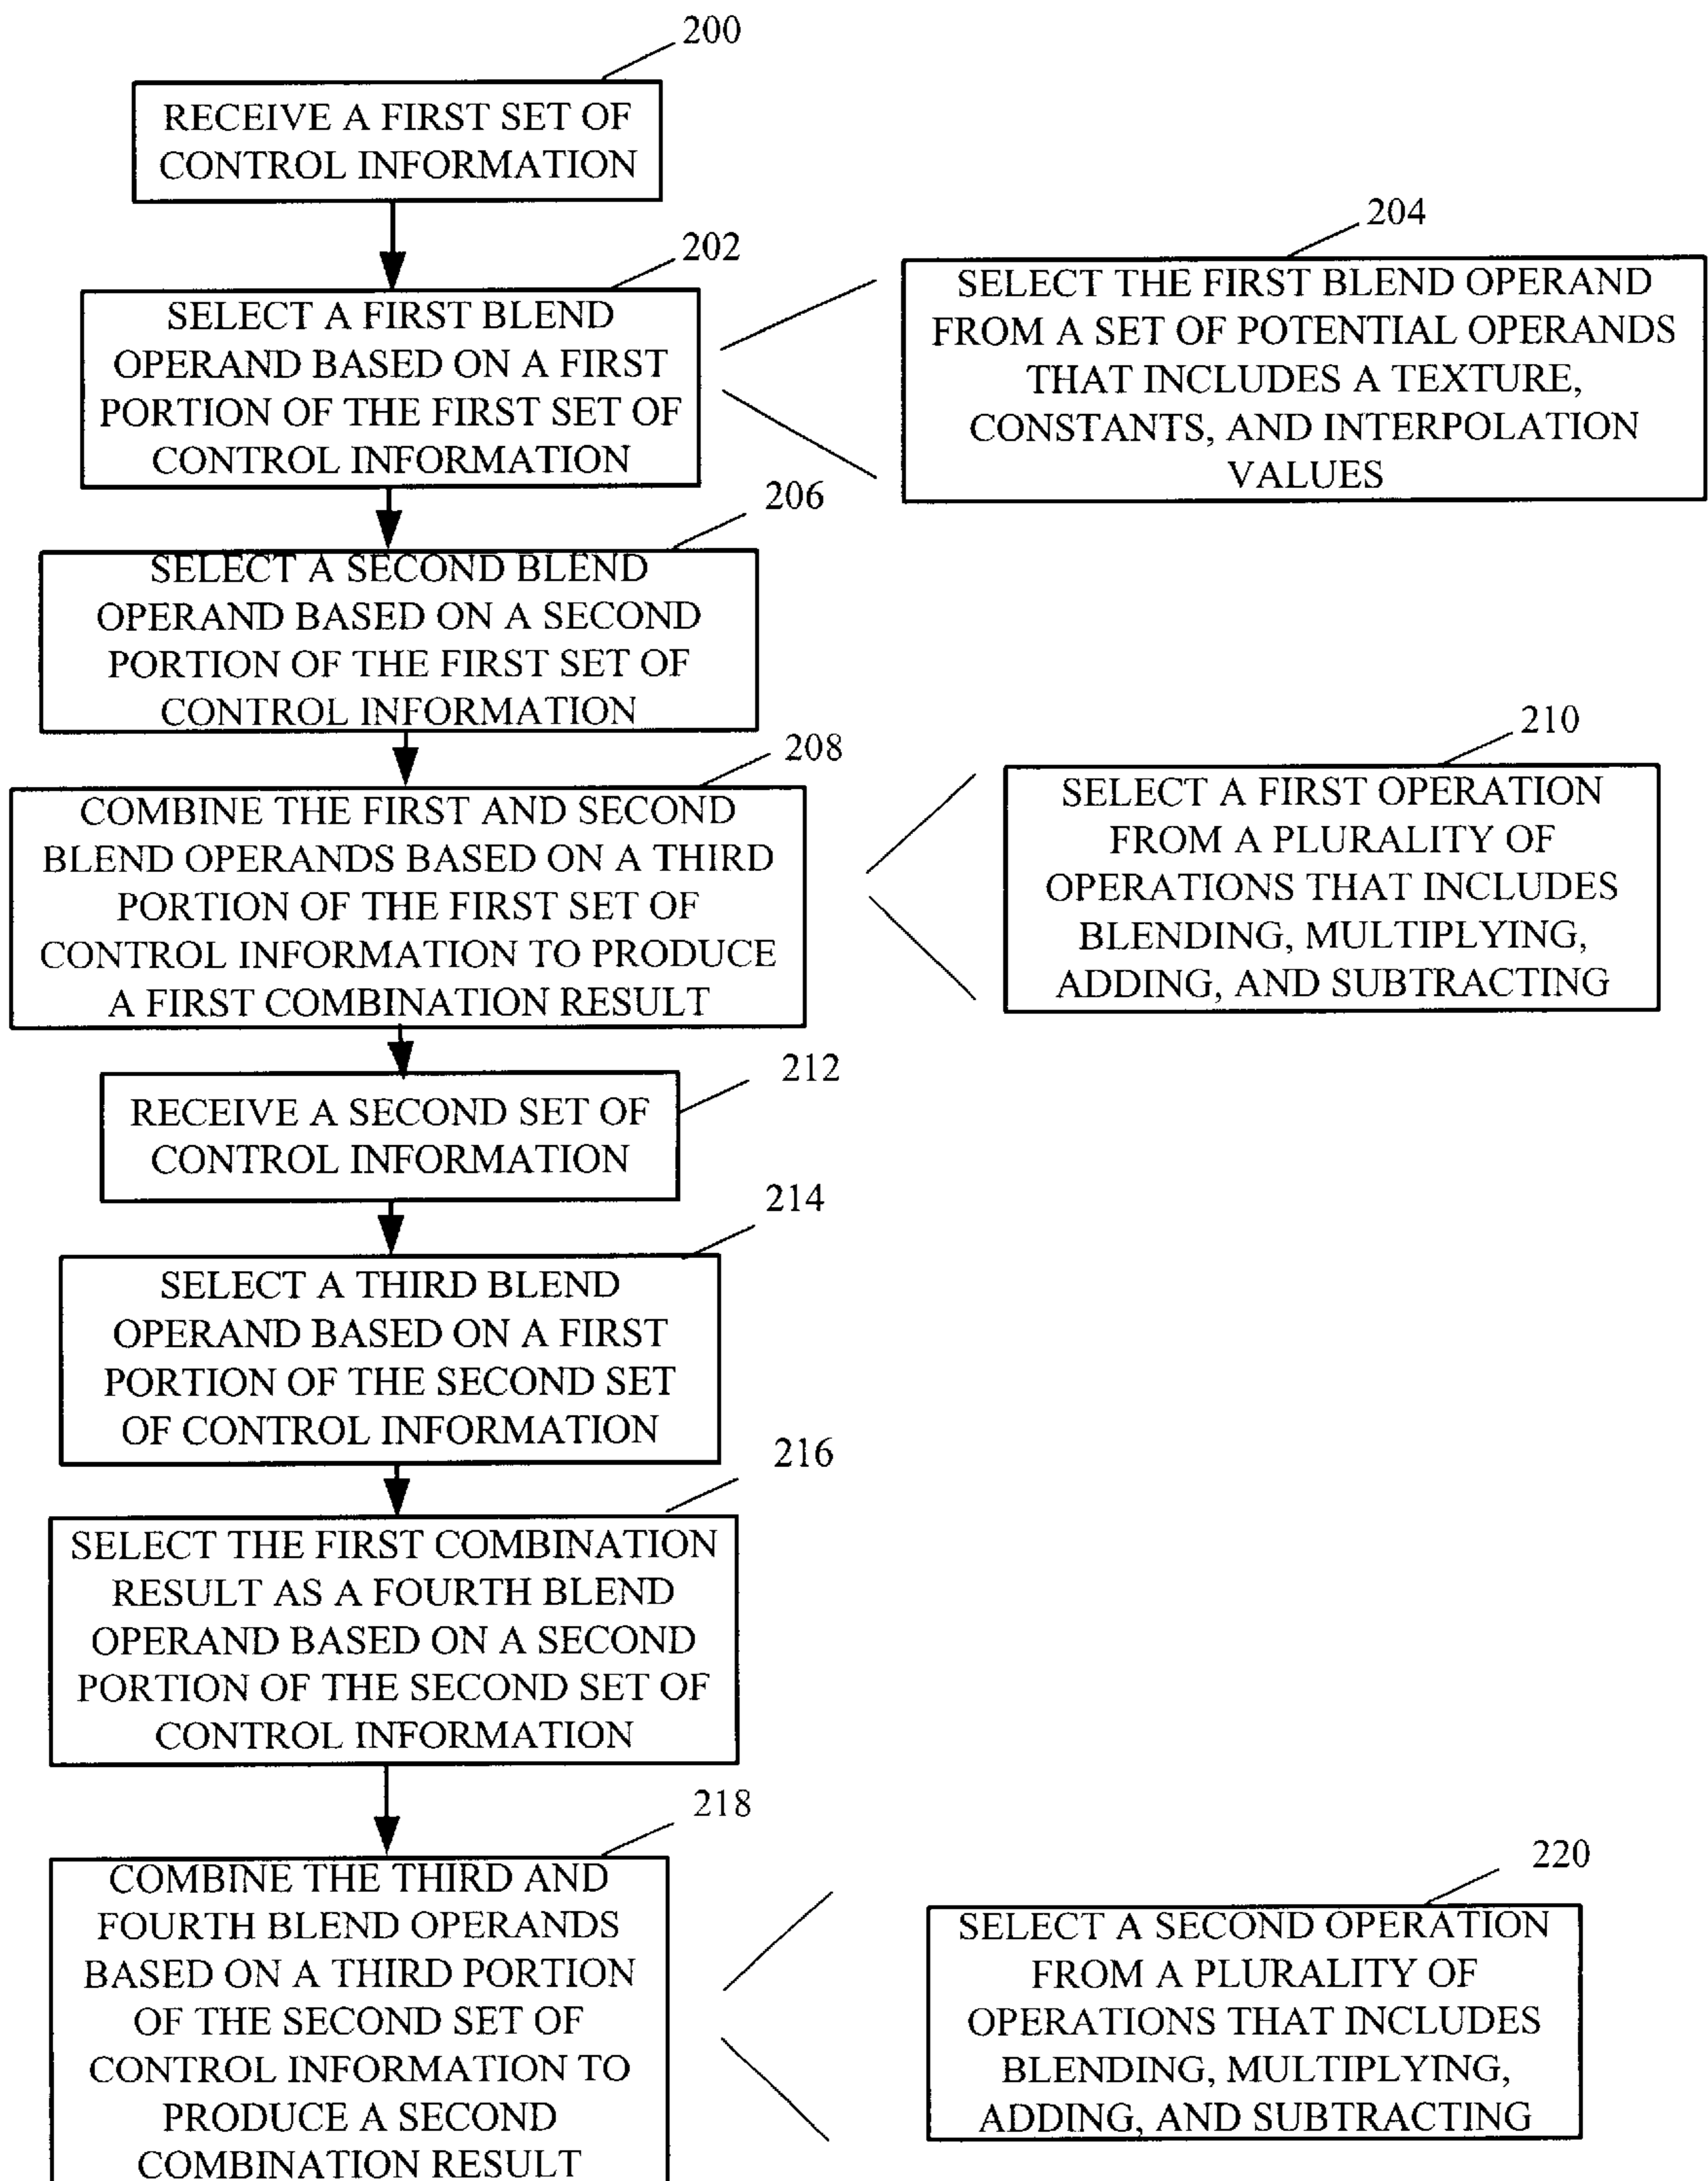 200
RECEIVE A FIRST SET OF
CONTROL INFORMATION
202
SELECT A FIRST BLEND
OPERAND BASED ON A FIRST
PORTION OF THE FIRST SET OF
CONTROL INFORMATION
204
SELECT THE FIRST BLEND OPERAND
FROM A SET OF POTENTIAL OPERANDS
THAT INCLUDES A TEXTURE,
CONSTANTS, AND INTERPOLATION
VALUES
206
SELECT A SECOND BLEND
OPERAND BASED ON A SECOND
PORTION OF THE FIRST SET OF
CONTROL INFORMATION
208
COMBINE THE FIRST AND SECOND
BLEND OPERANDS BASED ON A THIRD
PORTION OF THE FIRST SET OF
CONTROL INFORMATION TO PRODUCE
A FIRST COMBINATION RESULT
210
SELECT A FIRST OPERATION
FROM A PLURALITY OF
OPERATIONS THAT INCLUDES
BLENDING, MULTIPLYING,
ADDING, AND SUBTRACTING
212
RECEIVE A SECOND SET OF
CONTROL INFORMATION
214
SELECT A THIRD BLEND
OPERAND BASED ON A FIRST
PORTION OF THE SECOND SET
OF CONTROL INFORMATION
216
SELECT THE FIRST COMBINATION
RESULT AS A FOURTH BLEND
OPERAND BASED ON A SECOND
PORTION OF THE SECOND SET OF
CONTROL INFORMATION
218
COMBINE THE THIRD AND
FOURTH BLEND OPERANDS
BASED ON A THIRD PORTION
OF THE SECOND SET OF
CONTROL INFORMATION TO
PRODUCE A SECOND
COMBINATION RESULT
220
SELECT A SECOND OPERATION
FROM A PLURALITY OF
OPERATIONS THAT INCLUDES
BLENDING, MULTIPLYING,
ADDING, AND SUBTRACTING